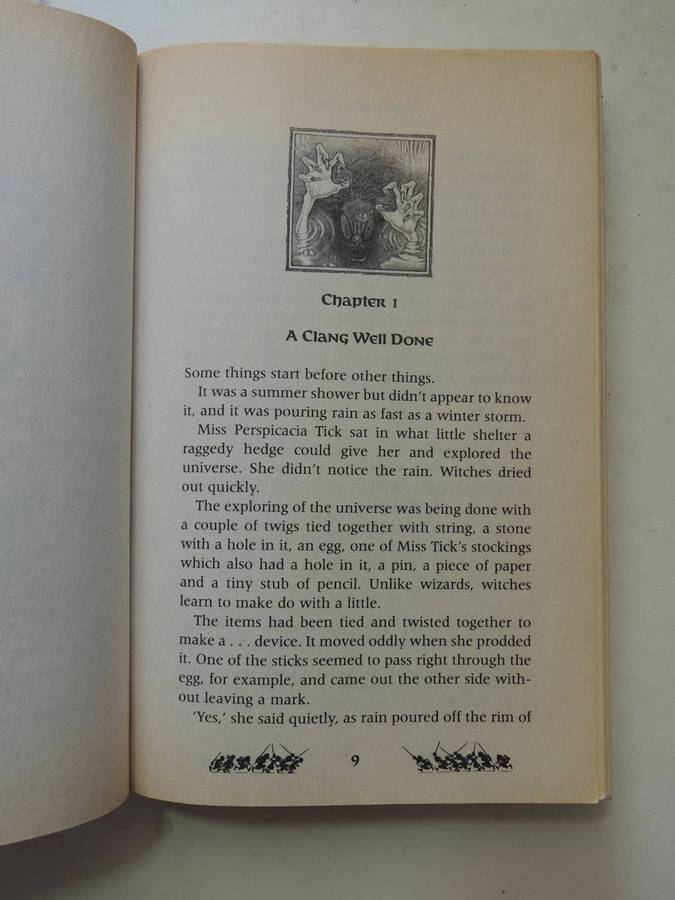 Chapter 1
A Clang Well Done
Some things start before other things.
It was a summer shower but didn't appear to know
it, and it was pouring rain as fast as a winter storm.
Miss Perspicacia Tick sat in what little shelter a
raggedy hedge could give her and explored the
universe. She didn't notice the rain. Witches dried
out quickly.
The exploring of the universe was being done with
a couple of twigs tied together with string, a stone
with a hole in it, an egg, one of Miss Tick's stockings
which also had a hole in it, a pin, a piece of paper
and a tiny stub of pencil. Unlike wizards, witches
learn to make do with a little.
The items had been tied and twisted together to
make a . . . device. It moved oddly when she prodded
it. One of the sticks seemed to pass right through the
egg, for example, and came out the other side with-
out leaving a mark.
'Yes,' she said quietly, as rain poured off the rim of
9